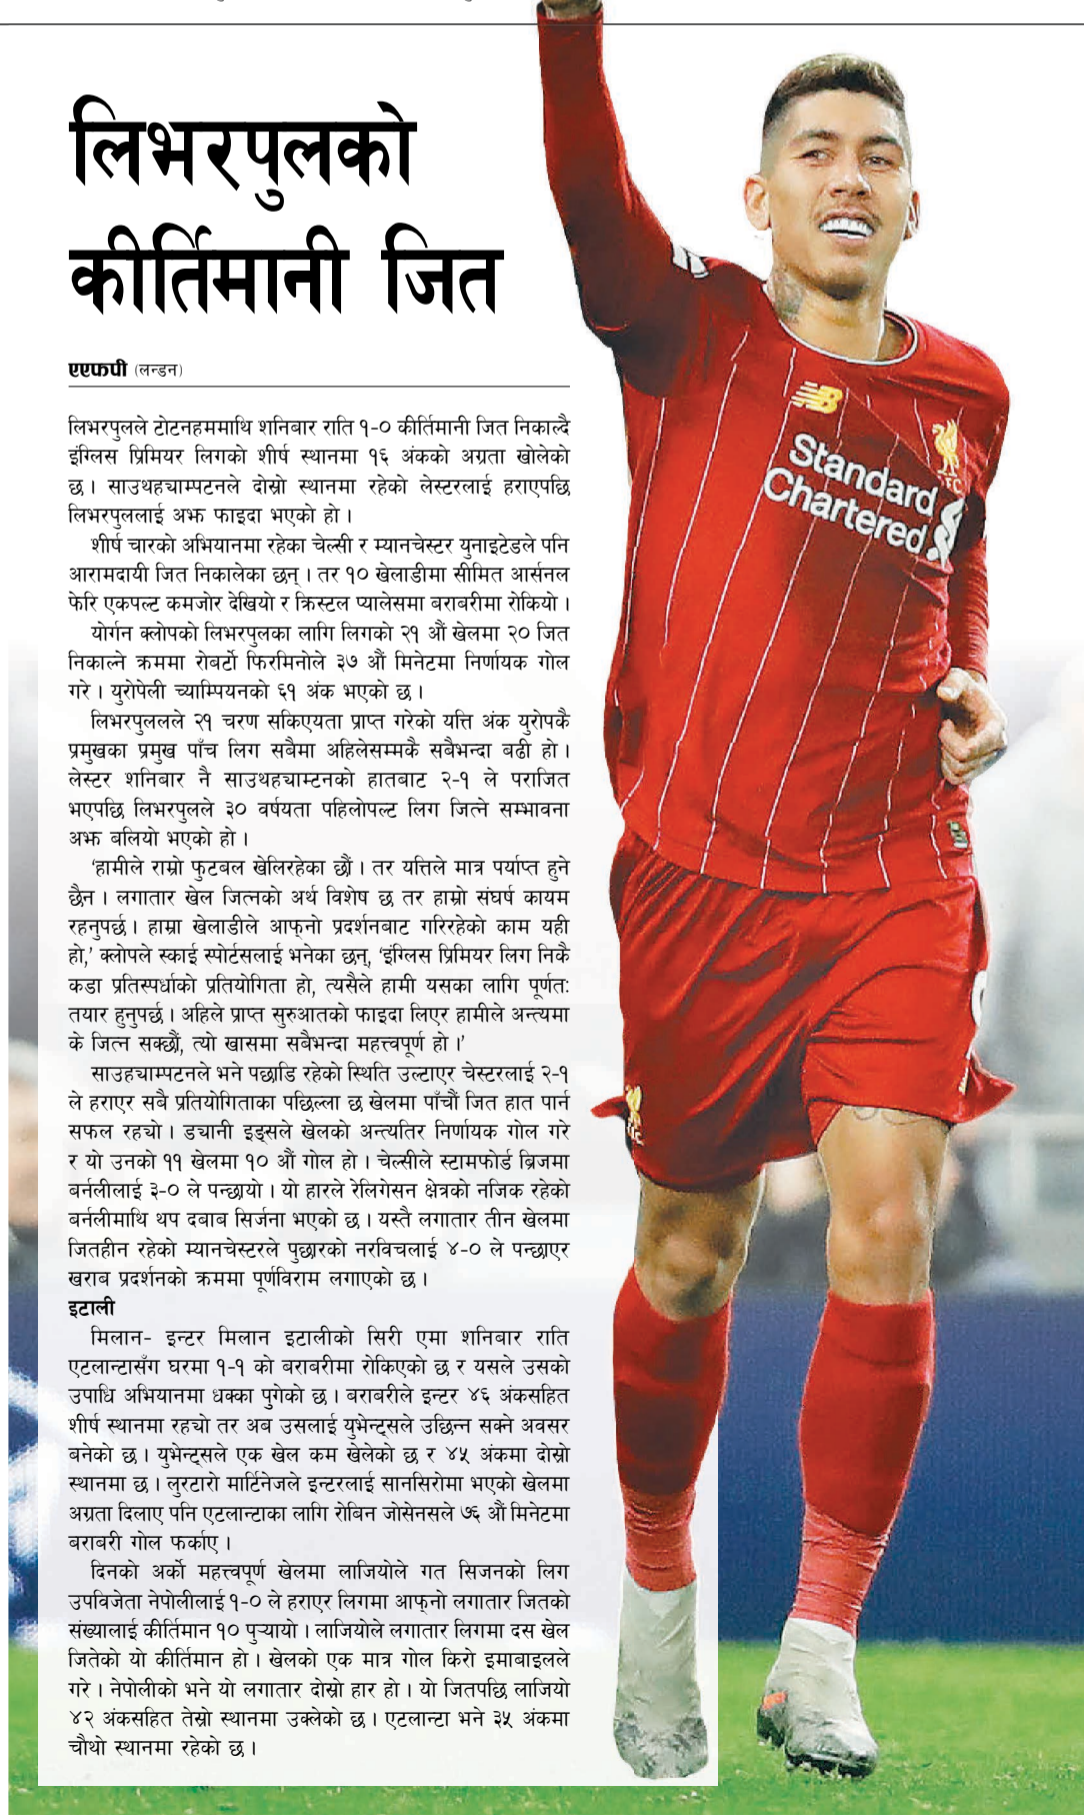 लिभरपुलको
कीर्तिमानी जित
एएफपी (लन्डन)
लिभरपुलले टोटनहममाथि शनिबार राति १-० कीर्तिमानी जित निकाल्दै
इंग्लिस प्रिमियर लिगको शीर्ष स्थानमा १६ अंकको अग्रता खोलेको
छ । साउथह्याम्पटनले दोस्रो स्थानमा रहेको लेस्टरलाई हराएपछि
लिभरपुललाई अझ फाइदा भएको हो ।
शीर्ष चारको अभियानमा रहेका चेल्सी र म्यानचेस्टर युनाइटेडले पनि
आरामदायी जित निकालेका छन् । तर १० खेलाडीमा सीमित आर्सनल
फेरि एकपल्ट कमजोर देखियो र क्रिस्टल प्यालेसमा बराबरीमा रोकियो ।
योर्गन क्लोपको लिभरपुलका लागि लिगको २१ औं खेलमा २० जित
निकाल्ने क्रममा रोबर्टो फिरमिनोले ३७ औं मिनेटमा निर्णायक गोल
गरे । युरोपेली च्याम्पियनको ६१ अंक भएको छ ।
लिभरपुललले २१ चरण सकिएयता प्राप्त गरेको यत्ति अंक युरोपकै
प्रमुखका प्रमुख पाँच लिग सबैमा अहिलेसम्मकै सबैभन्दा बढी हो ।
लेस्टर शनिबार नै साउथह्याम्टनको हातबाट २-१ ले पराजित
भएपछि लिभरपुलले ३० वर्षयता पहिलोपल्ट लिग जित्ने सम्भावना
अझ बलियो भएको हो ।
‘हामीले राम्रो फुटबल खेलिरहेका छौं । तर यत्तिले मात्र पर्याप्त हुने
छैन । लगातार खेल जित्नको अर्थ विशेष छ तर हाम्रो संघर्ष कायम
रहनुपर्छ । हाम्रा खेलाडीले आफ्नो प्रदर्शनबाट गरिरहेको काम यही
हो,’ क्लोपले स्काई स्पोर्टसलाई भनेका छन्, ‘इंग्लिस प्रिमियर लिग निकै
कडा प्रतिस्पर्धाको प्रतियोगिता हो, त्यसैले हामी यसका लागि पूर्णतः
तयार हुनुपर्छ । अहिले प्राप्त सुरुआतको फाइदा लिएर हामीले अन्त्यमा
के जित्न सक्छौं, त्यो खासमा सबैभन्दा महत्त्वपूर्ण हो ।’
साउह्याम्पटनले भने पछाडि रहेको स्थिति उल्टाएर चेस्टरलाई २-१
ले हराएर सबै प्रतियोगिताका पछिल्ला छ खेलमा पाँचौं जित हात पार्न
सफल रह्यो । ड्यानी इङ्सले खेलको अन्त्यतिर निर्णायक गोल गरे
र यो उनको ११ खेलमा १० औं गोल हो । चेल्सीले स्टामफोर्ड ब्रिजमा
बर्नलीलाई ३-० ले पन्छायो । यो हारले रेलिगेसन क्षेत्रको नजिक रहेको
बर्नलीमाथि थप दबाब सिर्जना भएको छ । यस्तै लगातार तीन खेलमा
जितहीन रहेको म्यानचेस्टरले पुछारको नरविचलाई ४-० ले पन्छाएर
खराब प्रदर्शनको क्रममा पूर्णविराम लगाएको छ ।
इटाली
मिलान- इन्टर मिलान इटालीको सिरी एमा शनिबार राति
एटलान्टासँग घरमा १-१ को बराबरीमा रोकिएको छ र यसले उसको
उपाधि अभियानमा धक्का पुगेको छ । बराबरीले इन्टर ४६ अंकसहित
शीर्ष स्थानमा रह्यो तर अब उसलाई युभेन्ट्सले उछिन्न सक्ने अवसर
बनेको छ । युभेन्ट्सले एक खेल कम खेलेको छ र ४५ अंकमा दोस्रो
स्थानमा छ । लुरटारो मार्टिनेजले इन्टरलाई सानसिरोमा भएको खेलमा
अग्रता दिलाए पनि एटलान्टाका लागि रोबिन जोसेनसले ७६ औं मिनेटमा
बराबरी गोल फर्काए ।
दिनको अर्को महत्त्वपूर्ण खेलमा लाजियोले गत सिजनको लिग
उपविजेता नेपोलीलाई १-० ले हराएर लिगमा आफ्नो लगातार जितको
संख्यालाई कीर्तिमान १० पुऱ्यायो । लाजियोले लगातार लिगमा दस खेल
जितेको यो कीर्तिमान हो । खेलको एक मात्र गोल किरो इमाबाइलले
गरे । नेपोलीको भने यो लगातार दोस्रो हार हो । यो जितपछि लाजियो
४२ अंकसहित तेस्रो स्थानमा उक्लेको छ । एटलान्टा भने ३५ अंकमा
चौथो स्थानमा रहेको छ ।
Standard
Chartered